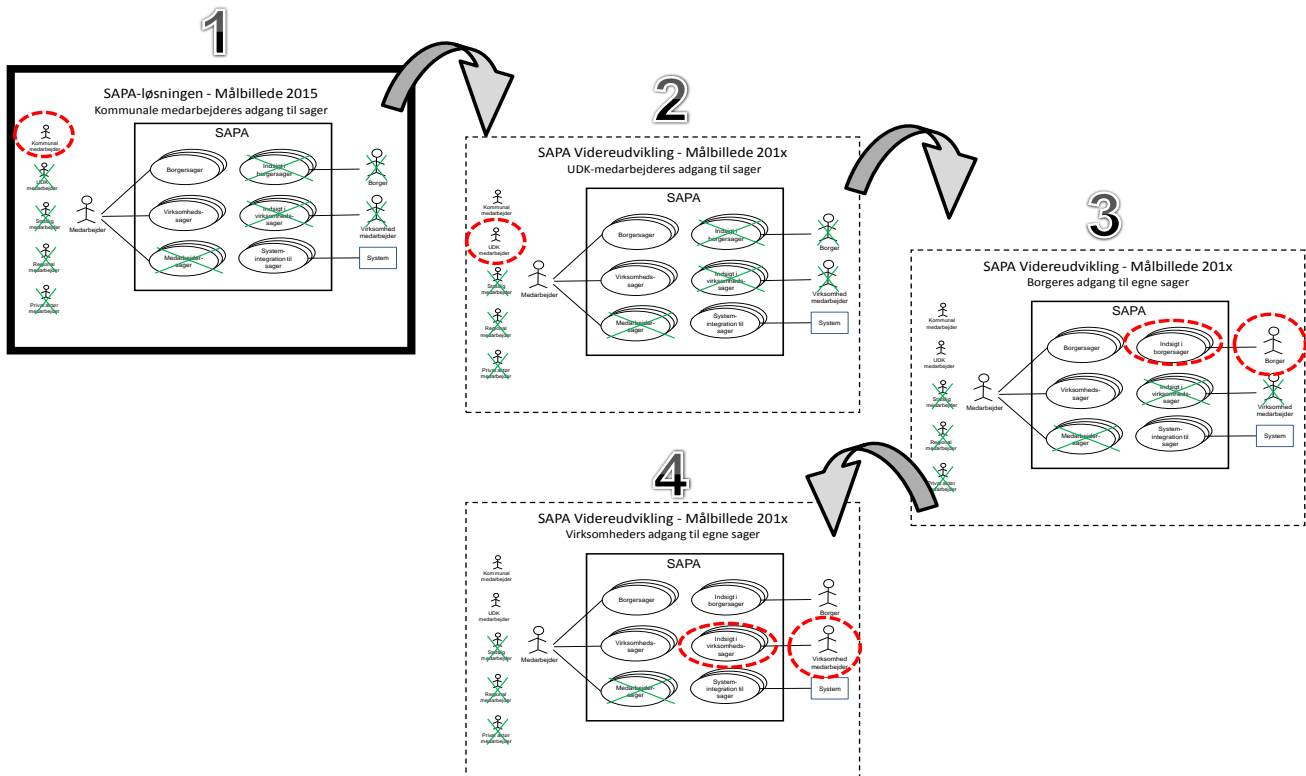 1
SAPA-løsningen - Målbillede 2015
Kommunale medarbejderes adgang til sager
SAPA
Kommunal
medarbejder
UDK
medarbejder
Statslig
medarbejder
Regional
medarbejder
Privat aktør
medarbejder
Medarbejder
Borgersager
Virksomheds-
sager
Medarbejder-
sager
Indsigt i
borgersager
Indsigt i
virksomheds-
sager
System-
integration til
sager
Borger
Virksomhed
medarbejder
System
2
SAPA Videreudvikling - Målbillede 201x
UDK-medarbejderes adgang til sager
SAPA
Kommunal
medarbejder
UDK
medarbejder
Statslig
medarbejder
Regional
medarbejder
Privat aktør
medarbejder
Medarbejder
Borgersager
Virksomheds-
sager
Medarbejder-
sager
Indsigt i
borgersager
Indsigt i
virksomheds-
sager
System-
integration til
sager
Borger
Virksomhed
medarbejder
System
3
SAPA Videreudvikling - Målbillede 201x
Borgeres adgang til egne sager
SAPA
Kommunal
medarbejder
UDK
medarbejder
Statslig
medarbejder
Regional
medarbejder
Privat aktør
medarbejder
Medarbejder
Borgersager
Virksomheds-
sager
Medarbejder-
sager
Indsigt i
borgersager
Indsigt i
virksomheds-
sager
System-
integration til
sager
Borger
Virksomhed
medarbejder
System
4
SAPA Videreudvikling - Målbillede 201x
Virksomheders adgang til egne sager
SAPA
Kommunal
medarbejder
UDK
medarbejder
Statslig
medarbejder
Regional
medarbejder
Privat aktør
medarbejder
Medarbejder
Borgersager
Virksomheds-
sager
Medarbejder-
sager
Indsigt i
borgersager
Indsigt i
virksomheds-
sager
System-
integration til
sager
Borger
Virksomhed
medarbejder
System